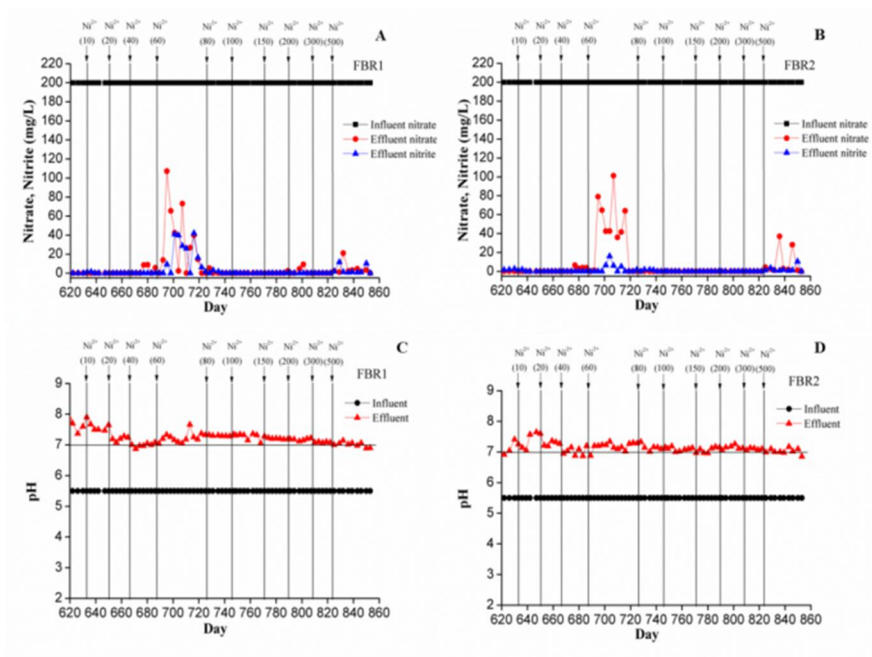 Ni²⁺ Ni²⁺ Ni²⁺ Ni²⁺ Ni²⁺ Ni²⁺ Ni²⁺ Ni²⁺ Ni²⁺ Ni²⁺
(10) (20) (40) (60) (80) (100) (150) (200) (300) (500)
A
FBR1
220
200
180
160
140
120
100
80
60
40
20
0
Nitrate, Nitrite (mg/L)
Influent nitrate
Effluent nitrate
Effluent nitrite
620 640 660 680 700 720 740 760 780 800 820 840 860
Day
Ni²⁺ Ni²⁺ Ni²⁺ Ni²⁺ Ni²⁺ Ni²⁺ Ni²⁺ Ni²⁺ Ni²⁺ Ni²⁺
(10) (20) (40) (60) (80) (100) (150) (200) (300) (500)
B
FBR2
220
200
180
160
140
120
100
80
60
40
20
0
Nitrate, Nitrite (mg/L)
Influent nitrate
Effluent nitrate
Effluent nitrite
620 640 660 680 700 720 740 760 780 800 820 840 860
Day
Ni²⁺ Ni²⁺ Ni²⁺ Ni²⁺ Ni²⁺ Ni²⁺ Ni²⁺ Ni²⁺ Ni²⁺ Ni²⁺
(10) (20) (40) (60) (80) (100) (150) (200) (300) (500)
C
FBR1
9
8
7
6
5
4
3
2
pH
Influent
Effluent
620 640 660 680 700 720 740 760 780 800 820 840 860
Day
Ni²⁺ Ni²⁺ Ni²⁺ Ni²⁺ Ni²⁺ Ni²⁺ Ni²⁺ Ni²⁺ Ni²⁺ Ni²⁺
(10) (20) (40) (60) (80) (100) (150) (200) (300) (500)
D
FBR2
9
8
7
6
5
4
3
2
pH
Influent
Effluent
620 640 660 680 700 720 740 760 780 800 820 840 860
Day